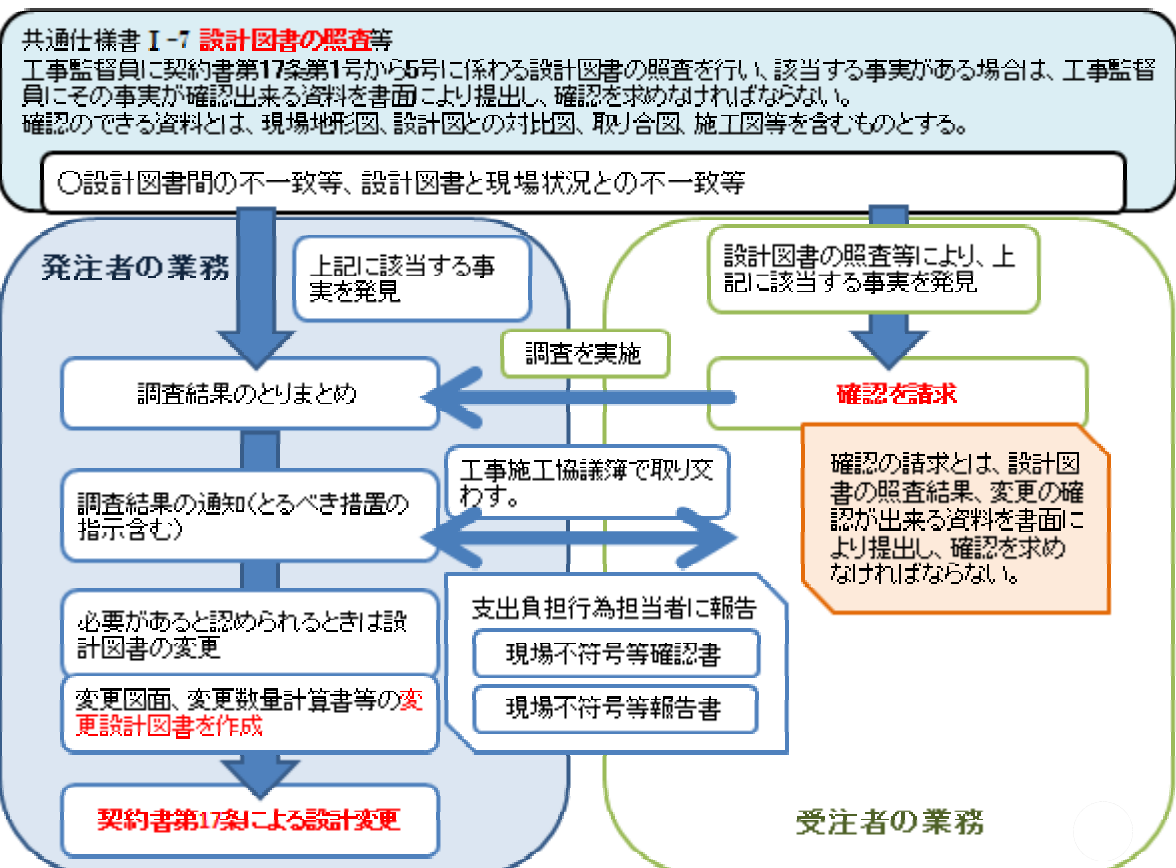 共通仕様書Ⅰ-7 設計図書の照査等
工事監督員に契約書第17条第1号から5号に係わる設計図書の照査を行い、該当する事実がある場合は、工事監督
員にその事実が確認出来る資料を書面により提出し、確認を求めなければならない。
確認のできる資料とは、現場地形図、設計図との対比図、取り合図、施工図等を含むものとする。
〇設計図書間の不一致等、設計図書と現場状況との不一致等
発注者の業務
上記に該当する事
実を発見
設計図書の照査等により、上
記に該当する事実を発見
調査を実施
調査結果のとりまとめ
確認を請求
工事施工協議簿で取り交
わす。
確認の請求とは、設計図
書の照査結果、変更の確
認が出来る資料を書面に
より提出し、確認を求め
なければならない。
調査結果の通知(とるべき措置の
指示含む)
支出負担行為担当者に報告
現場不符号等確認書
現場不符号等報告書
必要があると認められるときは設
計図書の変更
変更図面、変更数量計算書等の変
更設計図書を作成
契約書第17条による設計変更
受注者の業務